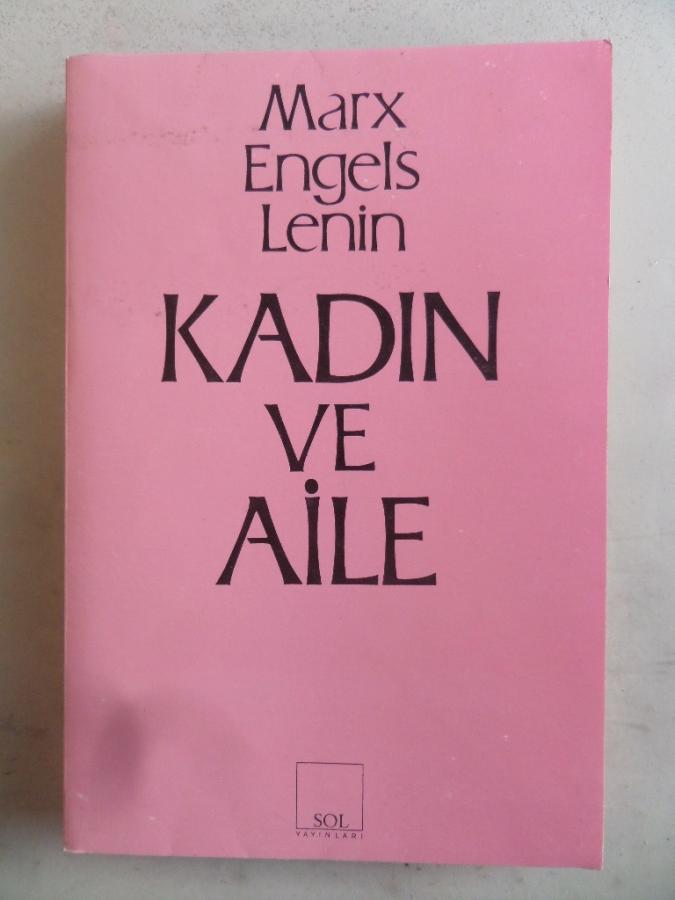 Marx
Engels
Lenin
KADIN
VE
AİLE
SOL
YAYINLARI